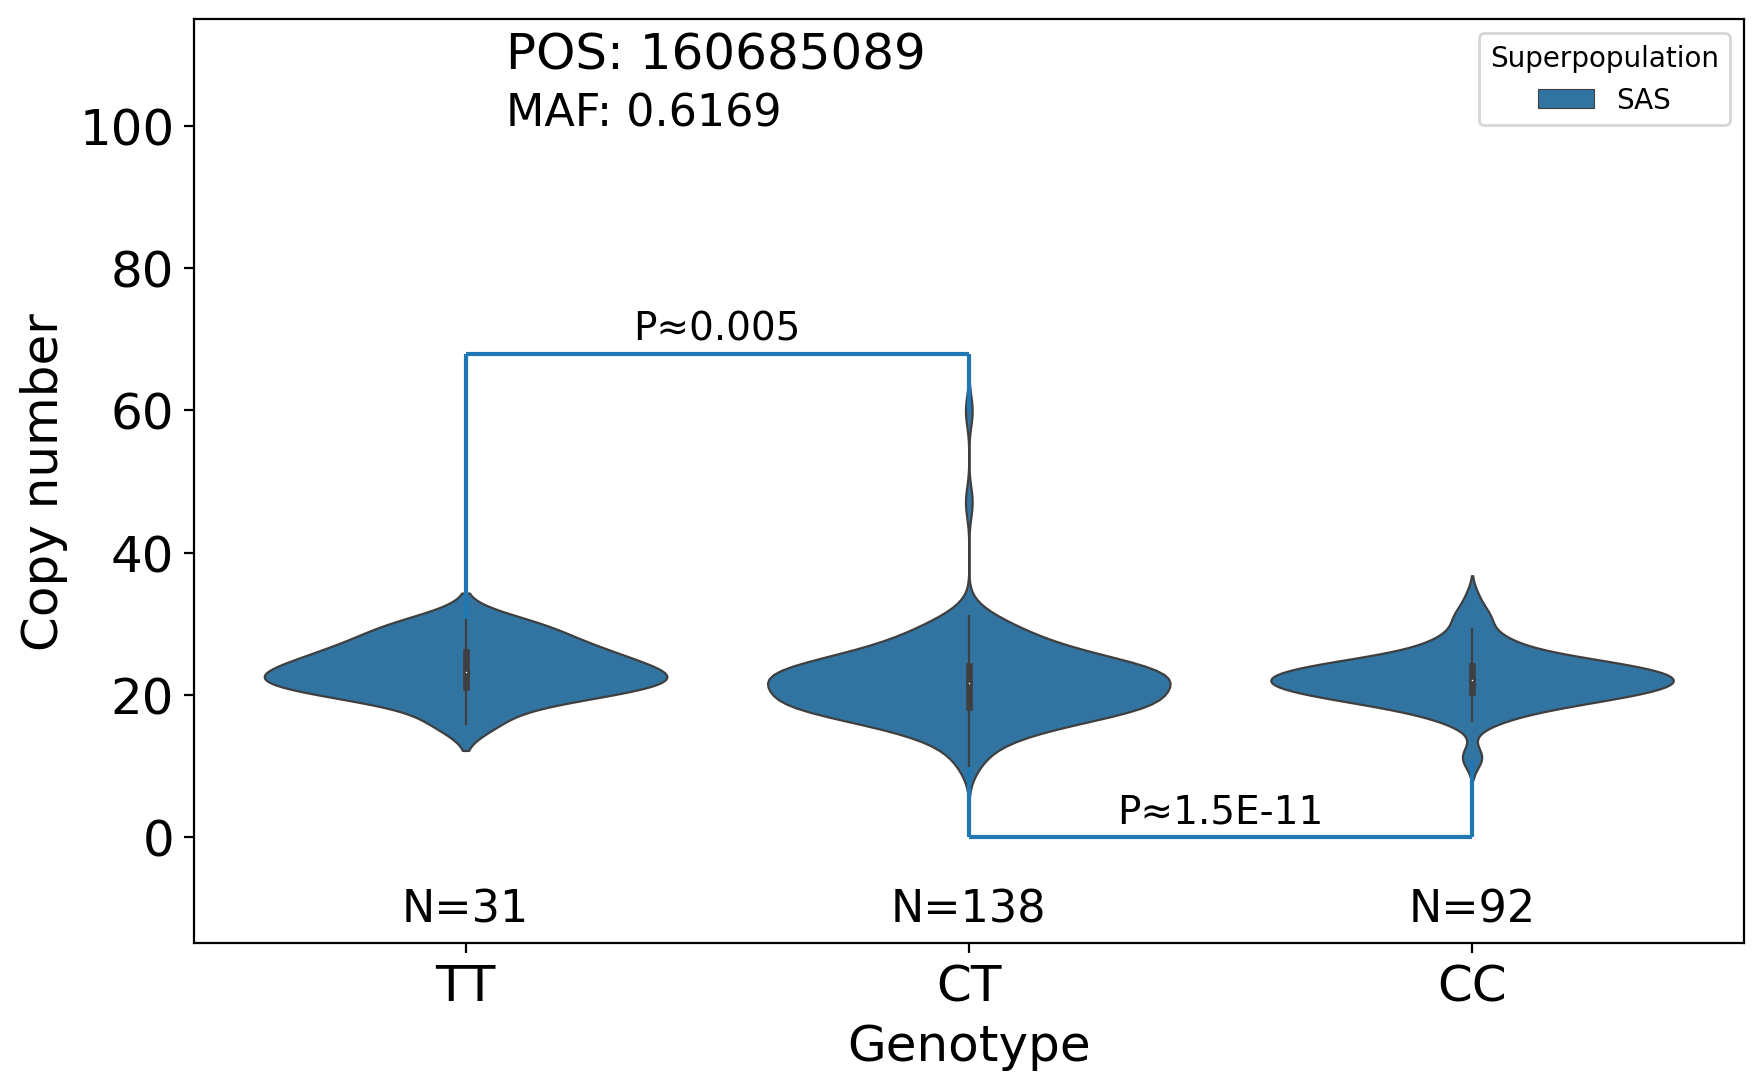 POS: 160685089
MAF: 0.6169
Superpopulation
SAS
100
80
60
40
20
0
Copy number
P≈0.005
P≈1.5E-11
N=31
N=138
N=92
TT
CT
CC
Genotype